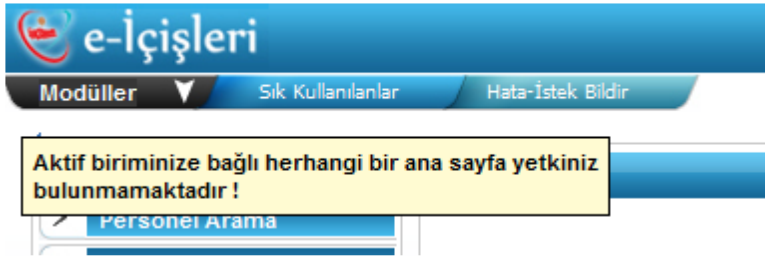 e-İçişleri
Modüller
Sık Kullanılanlar
Hata-İstek Bildir
Aktif biriminize bağlı herhangi bir ana sayfa yetkiniz
bulunmamaktadır !
Personel Arama